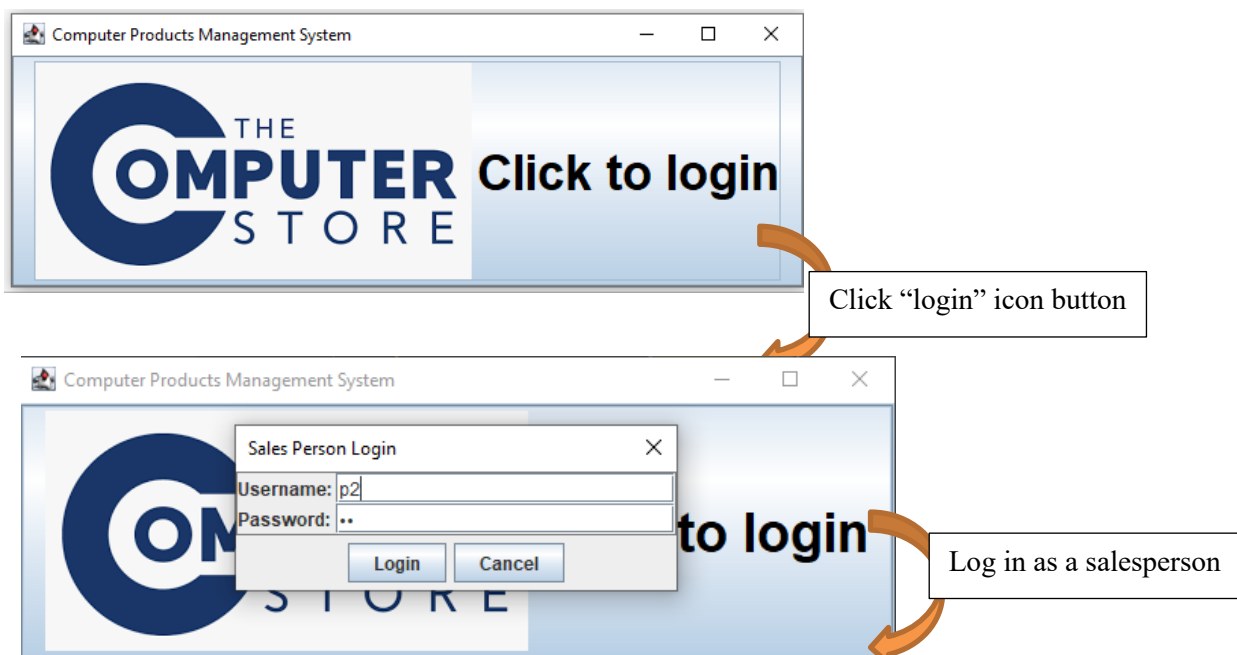 Computer Products Management System
THE
COMPUTER
STORE
Click to login
Click “login” icon button
Computer Products Management System
Sales Person Login
Username: p2
Password: ••
Login Cancel
to login
STORE
Log in as a salesperson